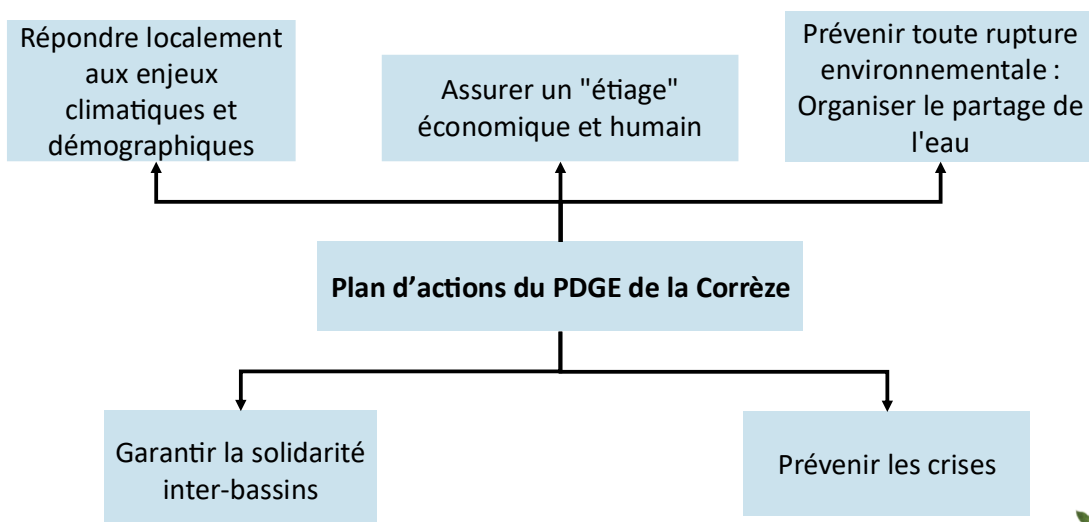 Répondre localement
aux enjeux
climatiques et
démographiques
Assurer un "étiage"
économique et humain
Prévenir toute rupture
environnementale :
Organiser le partage de
l'eau
Plan d’actions du PDGE de la Corrèze
Garantir la solidarité
inter-bassins
Prévenir les crises